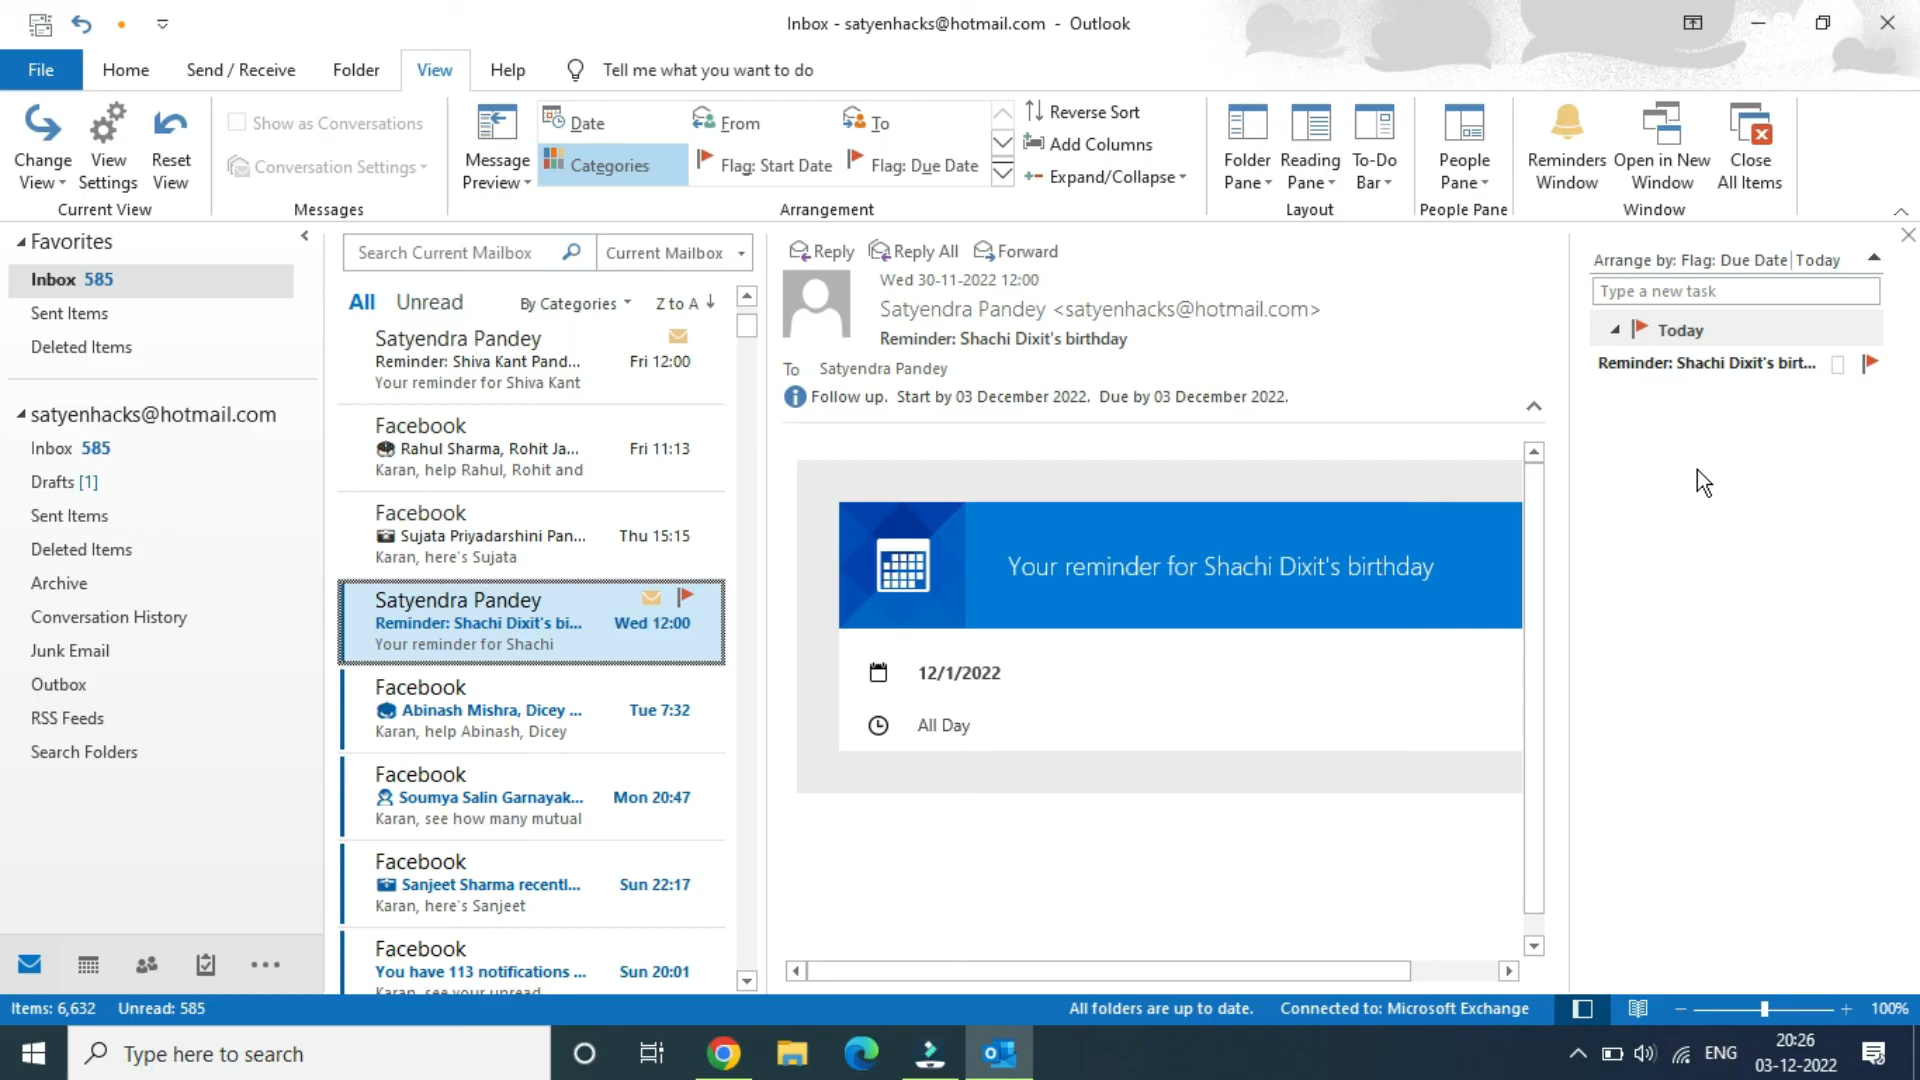 Inbox - satyenhacks@hotmail.com - Outlook
File Home Send / Receive Folder View Help Tell me what you want to do
Change View
View Settings
Reset View
Current View
Show as Conversations
Conversation Settings
Messages
Message Preview
Date From To
Categories Flag: Start Date Flag: Due Date
Reverse Sort
Add Columns
Expand/Collapse
Arrangement
Folder Pane
Reading Pane
To-Do Bar
Layout
People Pane
People Pane
Reminders Window
Open in New Window
Close All Items
Window
Favorites
Inbox 585
Sent Items
Deleted Items
satyenhacks@hotmail.com
Inbox 585
Drafts [1]
Sent Items
Deleted Items
Archive
Conversation History
Junk Email
Outbox
RSS Feeds
Search Folders
Search Current Mailbox Current Mailbox
All Unread By Categories Z to A
Satyendra Pandey
Reminder: Shiva Kant Pand... Fri 12:00
Your reminder for Shiva Kant
Facebook
Rahul Sharma, Rohit Ja... Fri 11:13
Karan, help Rahul, Rohit and
Facebook
Sujata Priyadarshini Pan... Thu 15:15
Karan, here's Sujata
Satyendra Pandey
Reminder: Shachi Dixit's bi... Wed 12:00
Your reminder for Shachi
Facebook
Abinash Mishra, Dicey ... Tue 7:32
Karan, help Abinash, Dicey
Facebook
Soumya Salin Garnayak... Mon 20:47
Karan, see how many mutual
Facebook
Sanjeet Sharma recentl... Sun 22:17
Karan, here's Sanjeet
Facebook
You have 113 notifications ... Sun 20:01
Karan, see your unread
Reply Reply All Forward
Wed 30-11-2022 12:00
Satyendra Pandey <satyenhacks@hotmail.com>
Reminder: Shachi Dixit's birthday
To Satyendra Pandey
Follow up. Start by 03 December 2022. Due by 03 December 2022.
Your reminder for Shachi Dixit's birthday
12/1/2022
All Day
Arrange by: Flag: Due Date Today
Type a new task
Today
Reminder: Shachi Dixit's birt...
Items: 6,632 Unread: 585 All folders are up to date. Connected to: Microsoft Exchange 100%
Type here to search
ENG
20:26
03-12-2022